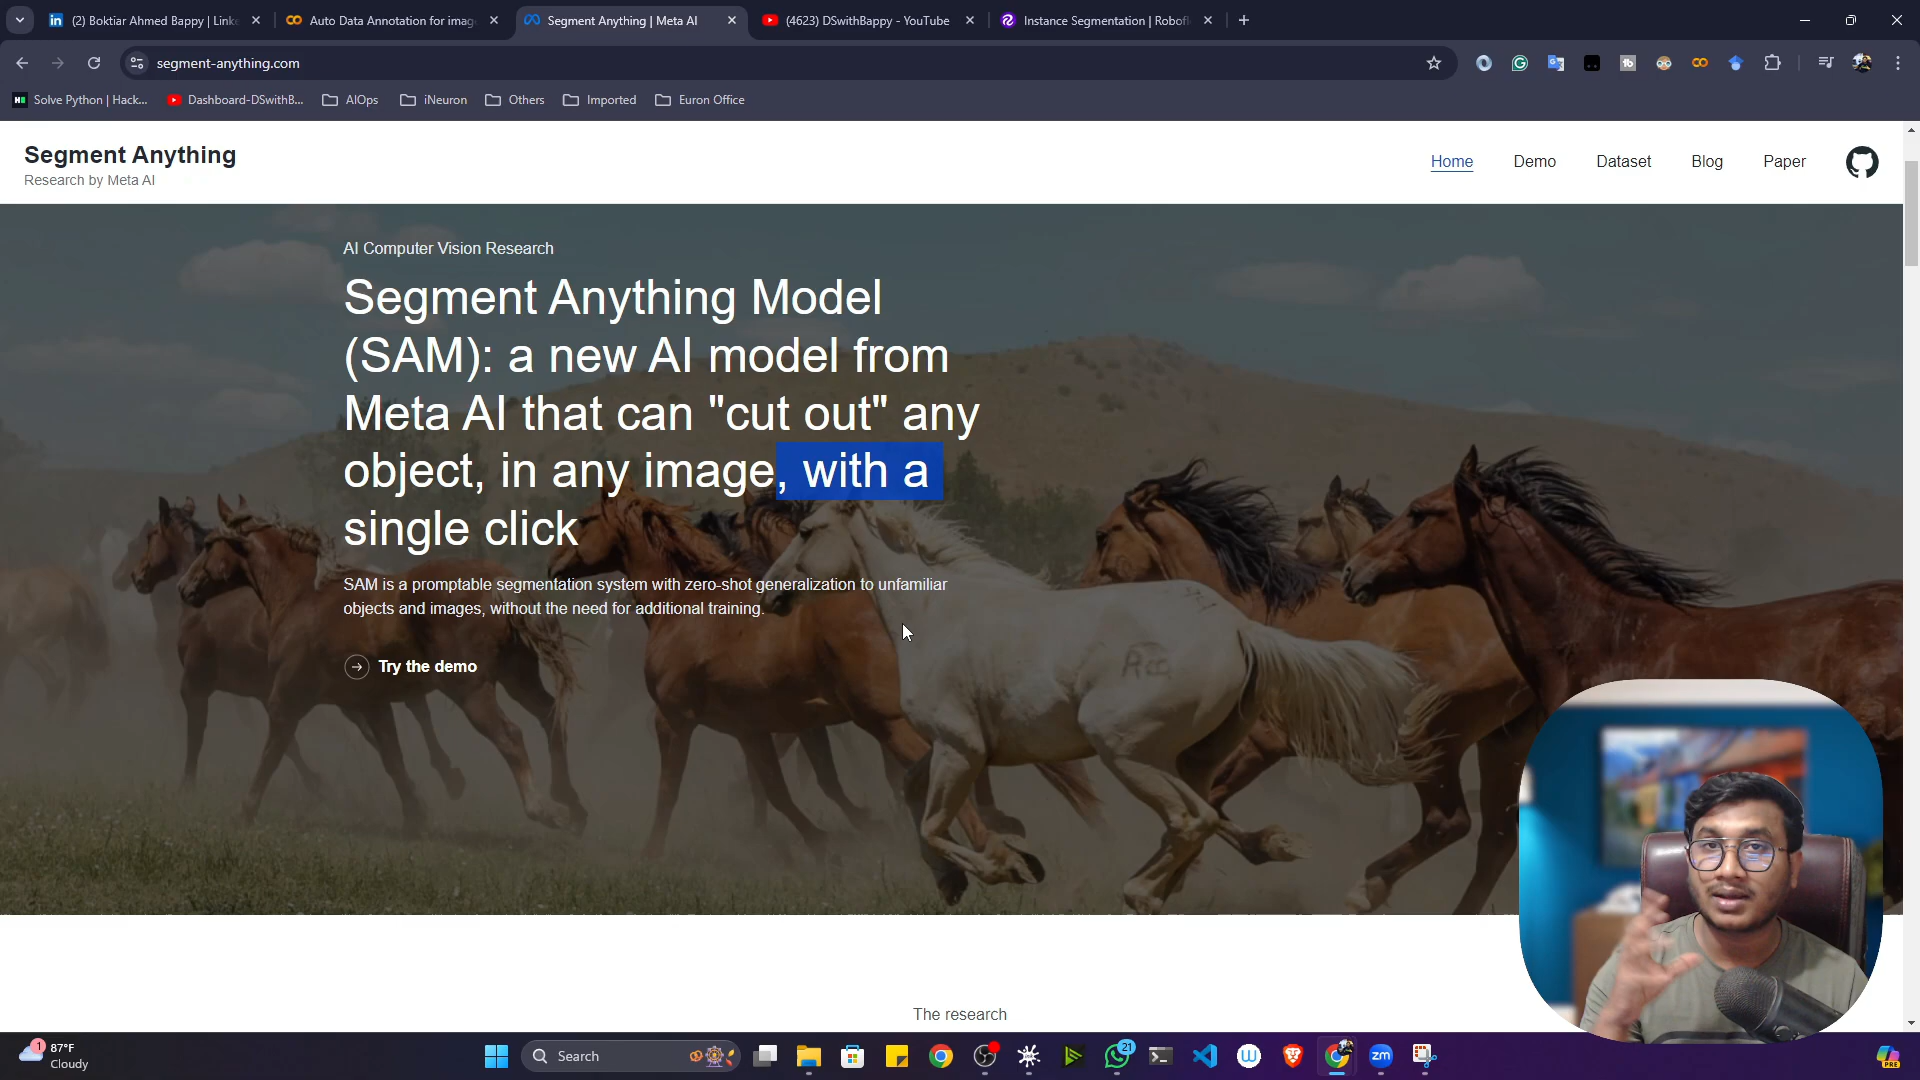 (2) Boktiar Ahmed Bappy | Linke
Auto Data Annotation for imag
Segment Anything | Meta AI
(4623) DSwithBappy - YouTube
Instance Segmentation | Robofl
segment-anything.com
Solve Python | Hack...
Dashboard-DSwithB...
AIOps
iNeuron
Others
Imported
Euron Office
Segment Anything
Research by Meta AI
Home
Demo
Dataset
Blog
Paper
AI Computer Vision Research
Segment Anything Model
(SAM): a new AI model from
Meta AI that can "cut out" any
object, in any image, with a
single click
SAM is a promptable segmentation system with zero-shot generalization to unfamiliar
objects and images, without the need for additional training.
Try the demo
The research
1
87°F
Cloudy
Search
21
zm
PRE